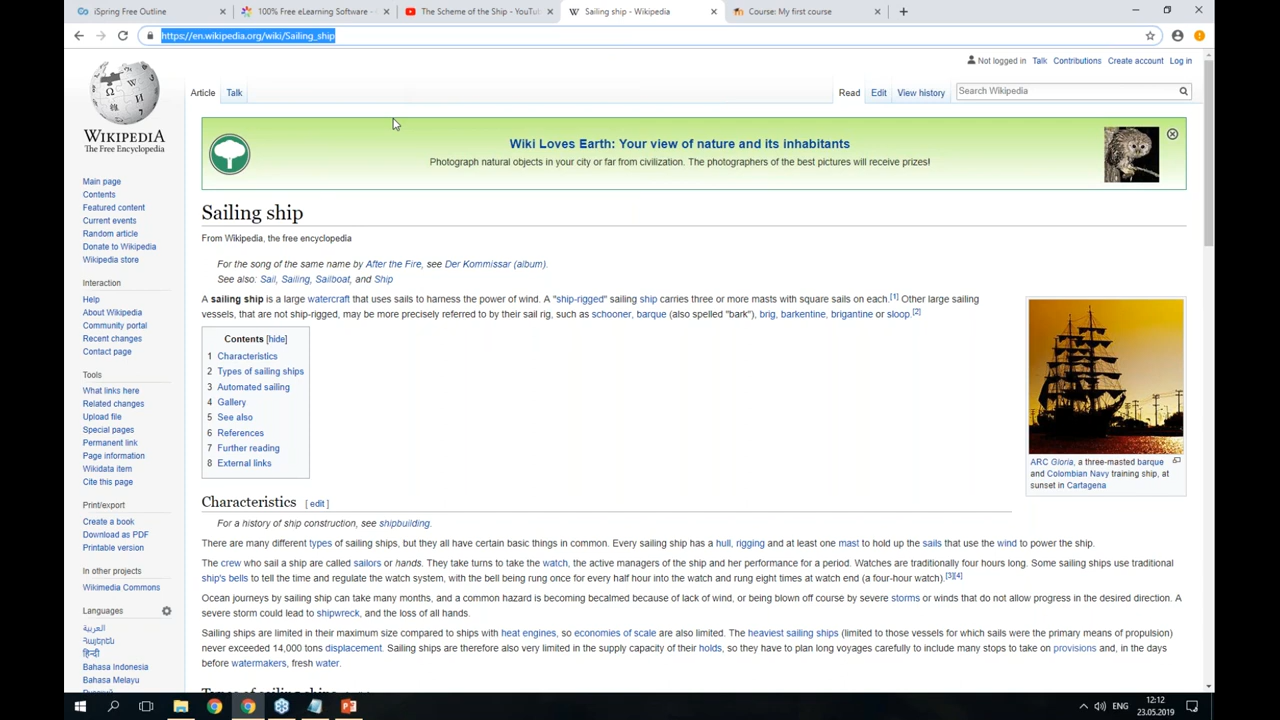 iSpring Free Outline
100% Free eLearning Software -
The Scheme of the Ship - YouTu
Sailing ship - Wikipedia
Course: My first course
https://en.wikipedia.org/wiki/Sailing_ship
Not logged in Talk Contributions Create account Log in
Article Talk
Read Edit View history
Search Wikipedia
WIKIPEDIA
The Free Encyclopedia
Main page
Contents
Featured content
Current events
Random article
Donate to Wikipedia
Wikipedia store
Interaction
Help
About Wikipedia
Community portal
Recent changes
Contact page
Tools
What links here
Related changes
Upload file
Special pages
Permanent link
Page information
Wikidata item
Cite this page
Print/export
Create a book
Download as PDF
Printable version
In other projects
Wikimedia Commons
Languages
العربية
Հայերեն
हिन्दी
Bahasa Indonesia
Bahasa Melayu
Wiki Loves Earth: Your view of nature and its inhabitants
Photograph natural objects in your city or far from civilization. The photographers of the best pictures will receive prizes!
Sailing ship
From Wikipedia, the free encyclopedia
For the song of the same name by After the Fire, see Der Kommissar (album).
See also: Sail, Sailing, Sailboat, and Ship
A sailing ship is a large watercraft that uses sails to harness the power of wind. A "ship-rigged" sailing ship carries three or more masts with square sails on each.[1] Other large sailing
vessels, that are not ship-rigged, may be more precisely referred to by their sail rig, such as schooner, barque (also spelled "bark"), brig, barkentine, brigantine or sloop.[2]
Contents [hide]
1 Characteristics
2 Types of sailing ships
3 Automated sailing
4 Gallery
5 See also
6 References
7 Further reading
8 External links
ARC Gloria, a three-masted barque
and Colombian Navy training ship, at
sunset in Cartagena
Characteristics [ edit ]
For a history of ship construction, see shipbuilding.
There are many different types of sailing ships, but they all have certain basic things in common. Every sailing ship has a hull, rigging and at least one mast to hold up the sails that use the wind to power the ship.
The crew who sail a ship are called sailors or hands. They take turns to take the watch, the active managers of the ship and her performance for a period. Watches are traditionally four hours long. Some sailing ships use traditional
ship's bells to tell the time and regulate the watch system, with the bell being rung once for every half hour into the watch and rung eight times at watch end (a four-hour watch).[3][4]
Ocean journeys by sailing ship can take many months, and a common hazard is becoming becalmed because of lack of wind, or being blown off course by severe storms or winds that do not allow progress in the desired direction. A
severe storm could lead to shipwreck, and the loss of all hands.
Sailing ships are limited in their maximum size compared to ships with heat engines, so economies of scale are also limited. The heaviest sailing ships (limited to those vessels for which sails were the primary means of propulsion)
never exceeded 14,000 tons displacement. Sailing ships are therefore also very limited in the supply capacity of their holds, so they have to plan long voyages carefully to include many stops to take on provisions and, in the days
before watermakers, fresh water.
Types of sailing ships
ENG
12:12
23.05.2019